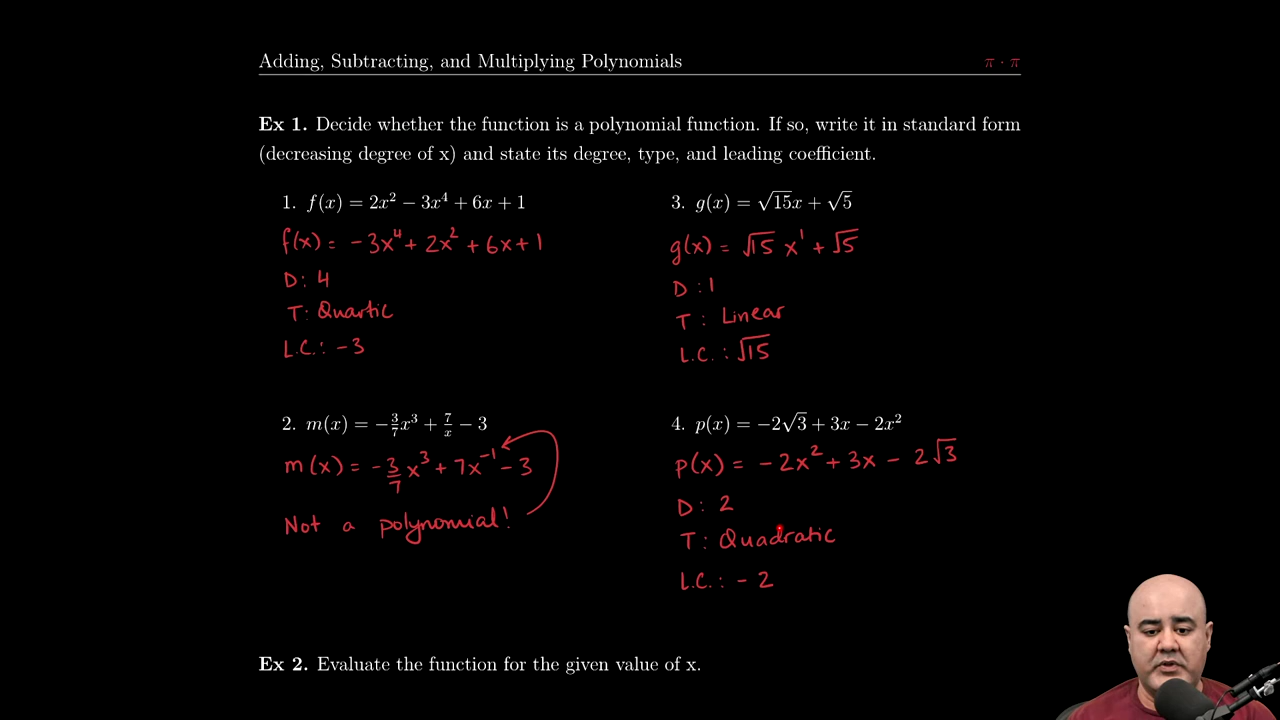 Adding, Subtracting, and Multiplying Polynomials π · π
Ex 1. Decide whether the function is a polynomial function. If so, write it in standard form
(decreasing degree of x) and state its degree, type, and leading coefficient.
1. f(x) = 2x² − 3x⁴ + 6x + 1
f(x) = −3x⁴ + 2x² + 6x + 1
D: 4
T: Quartic
L.C.: −3
3. g(x) = √15x + √5
g(x) = √15 x¹ + √5
D: 1
T: Linear
L.C.: √15
2. m(x) = −3/7x³ + 7/x − 3
m(x) = −3/7 x³ + 7x⁻¹ − 3
Not a polynomial!
4. p(x) = −2√3 + 3x − 2x²
p(x) = −2x² + 3x − 2√3
D: 2
T: Quadratic
L.C.: −2
Ex 2. Evaluate the function for the given value of x.